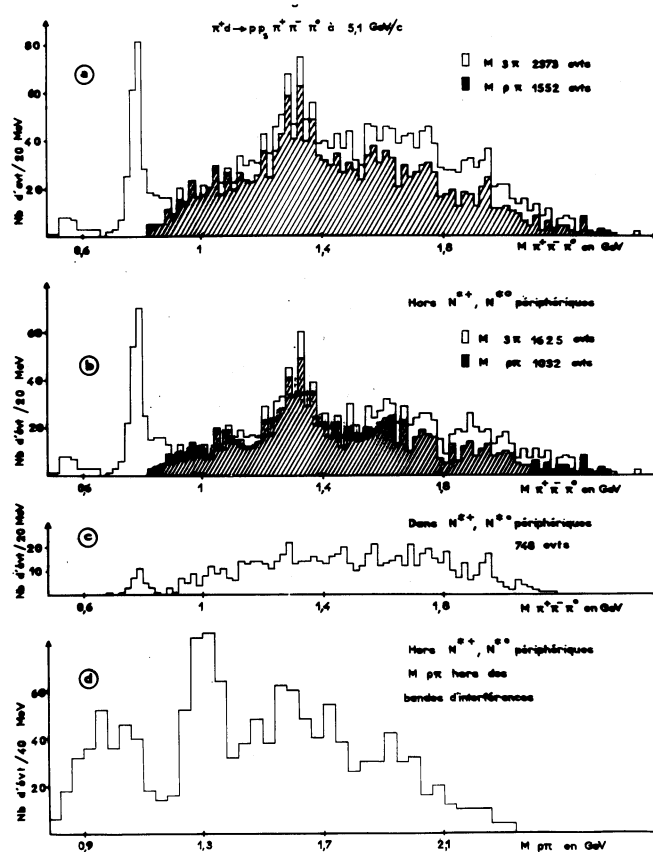 π⁺d → p pₛ π⁺ π⁻ π⁰ à 5,1 GeV/c
a
Nb d'evt/20 MeV
80
60
40
20
M 3π 2373 evts
M ρπ 1552 evts
0,6 1 1,4 1,8
M π⁺ π⁻ π⁰ en GeV
b
Nb d'évt/20 MeV
60
40
20
Hors N*⁺, N*⁰ périphériques
M 3π 1625 evts
M ρπ 1032 evts
0,6 1 1,4 1,8
M π⁺ π⁻ π⁰ en GeV
c
Nb d'évt/20 MeV
20
10
Dans N*⁺, N*⁰ périphériques
748 evts
0,6 1 1,4 1,8
M π⁺ π⁻ π⁰ en GeV
d
Nb d'évt/40 MeV
60
40
20
Hors N*⁺, N*⁰ périphériques
M ρπ hors des
bandes d'interférences
0,9 1,3 1,7 2,1
M ρπ en GeV